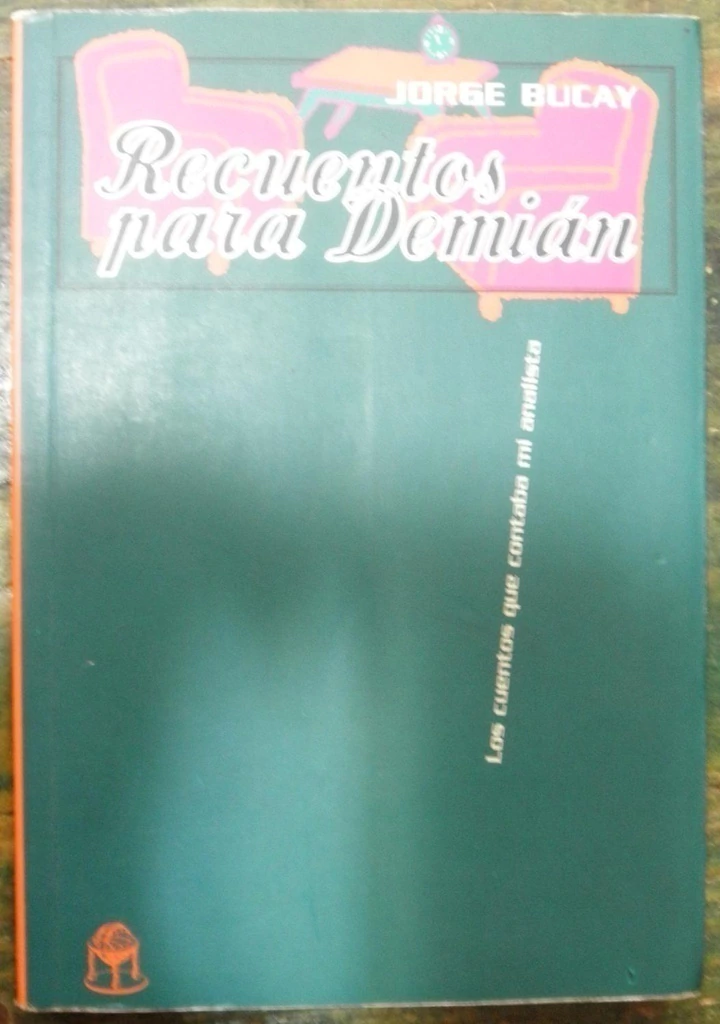 JORGE BUCAY
Recuentos
para Demián
Los cuentos que contaba mi analista